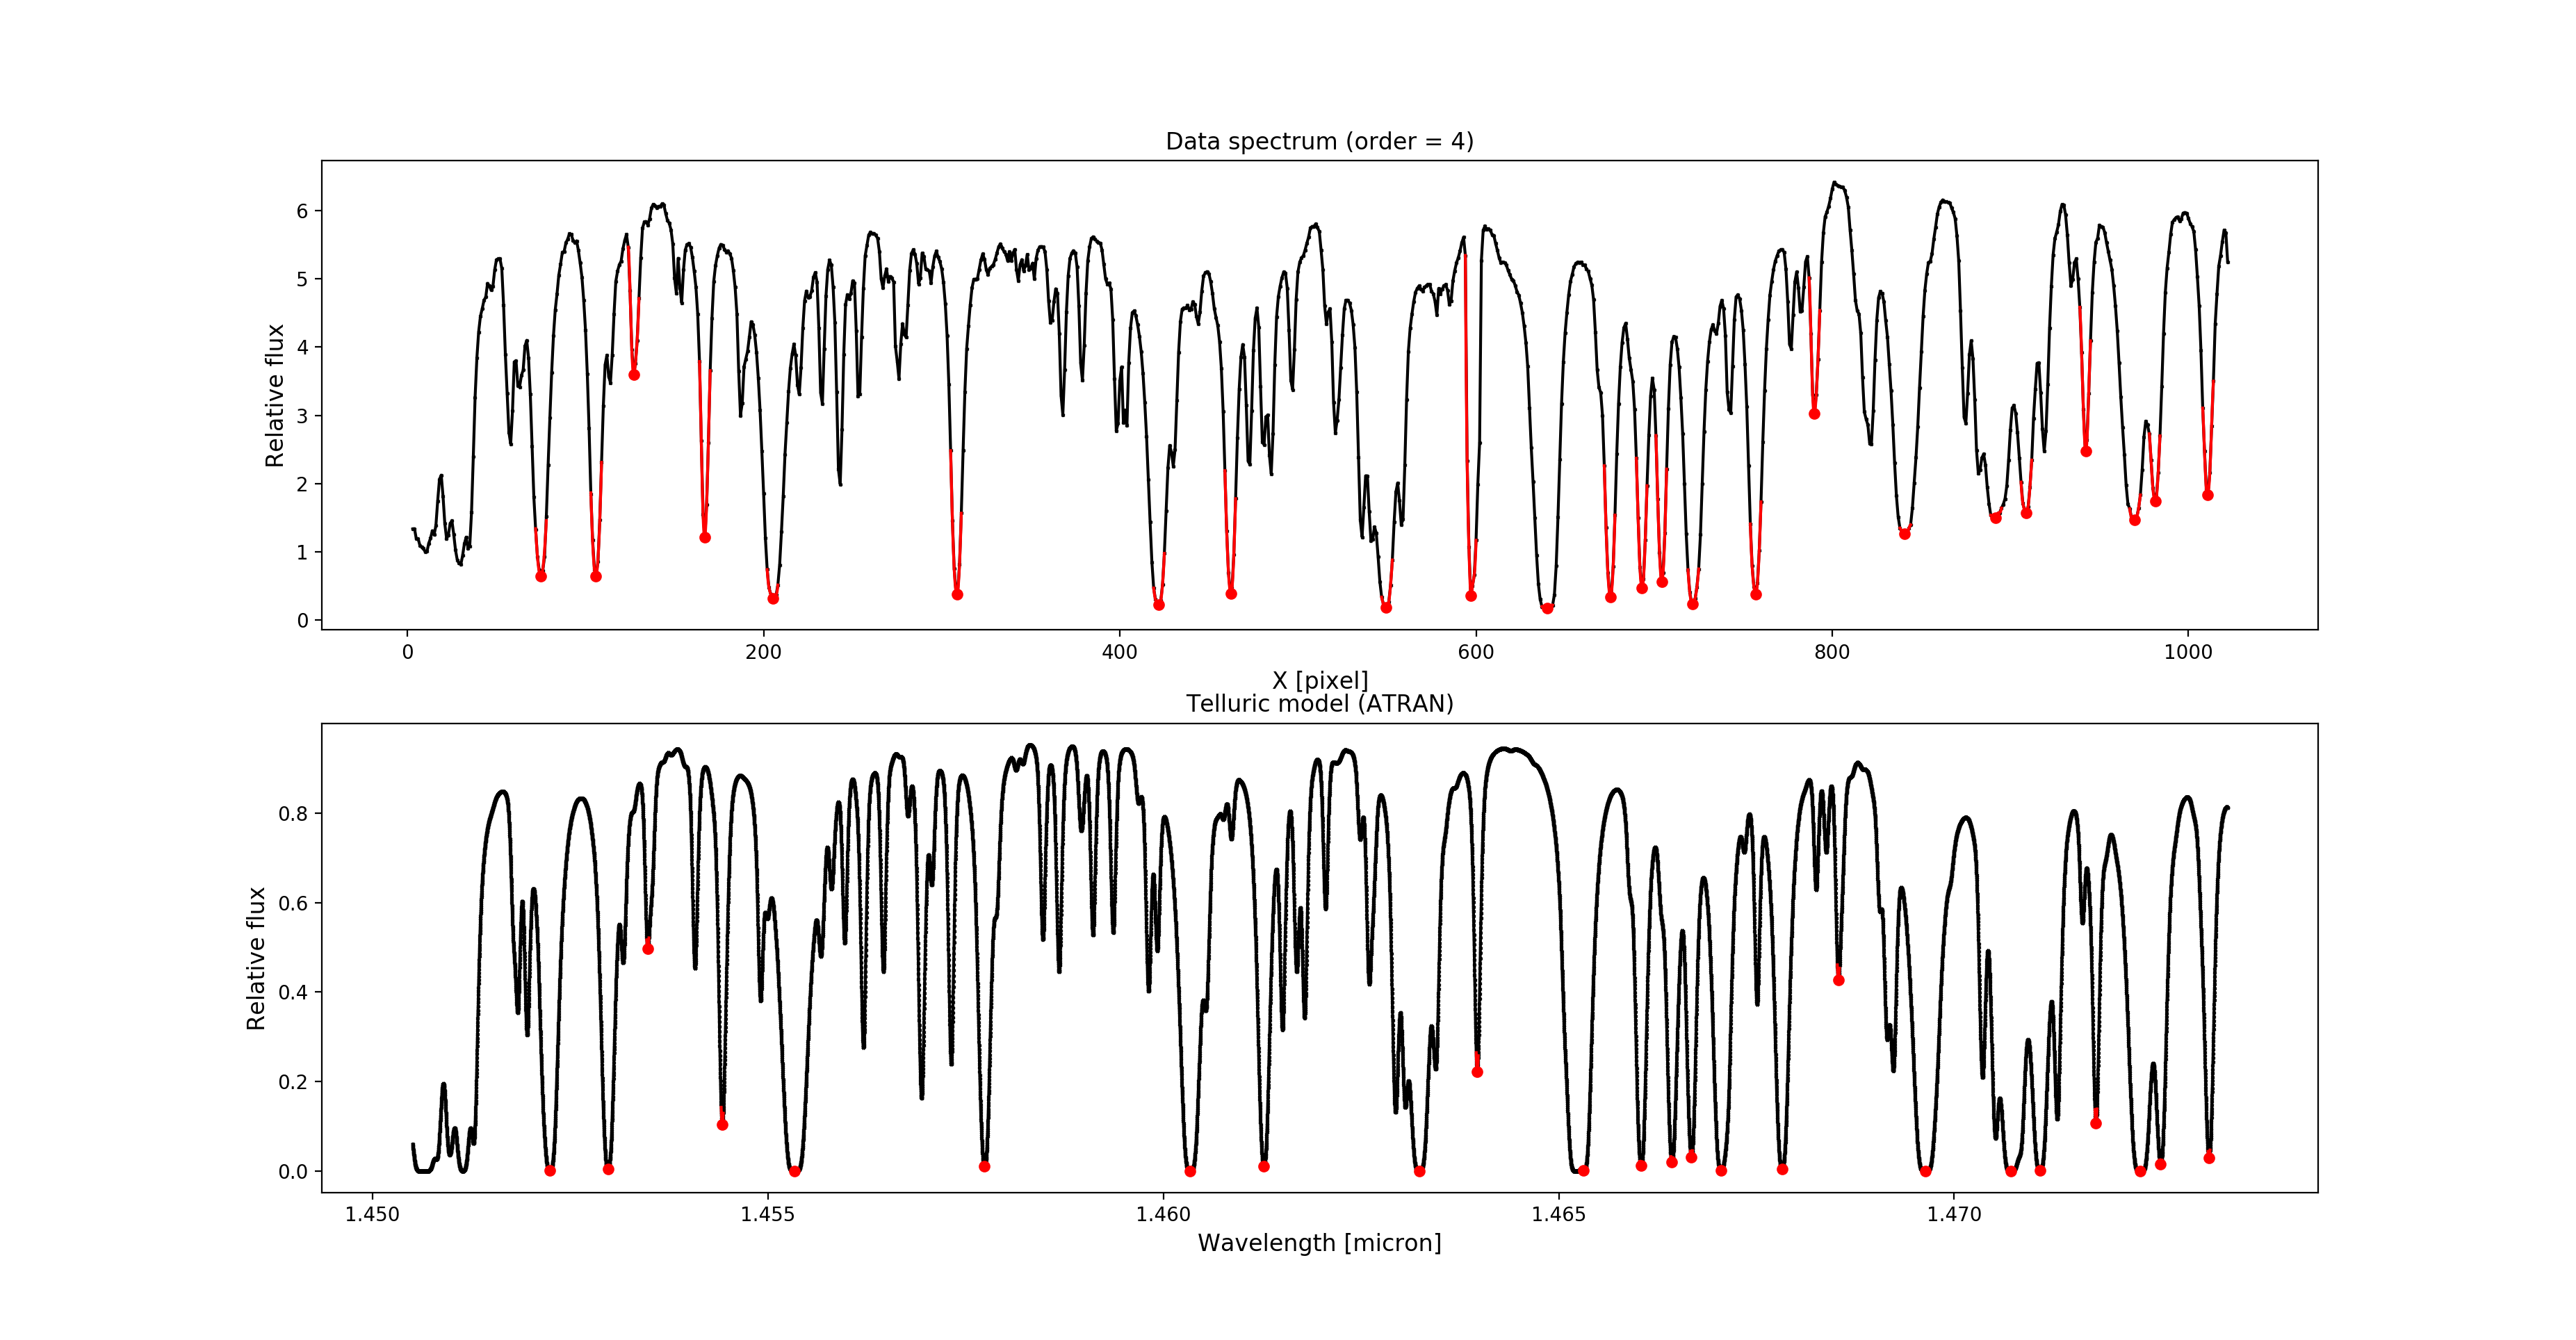 Data spectrum (order = 4)
6
5
4
3
2
1
0
Relative flux
0 200 400 600 800 1000
X [pixel]
Telluric model (ATRAN)
0.8
0.6
0.4
0.2
0.0
Relative flux
1.450 1.455 1.460 1.465 1.470
Wavelength [micron]